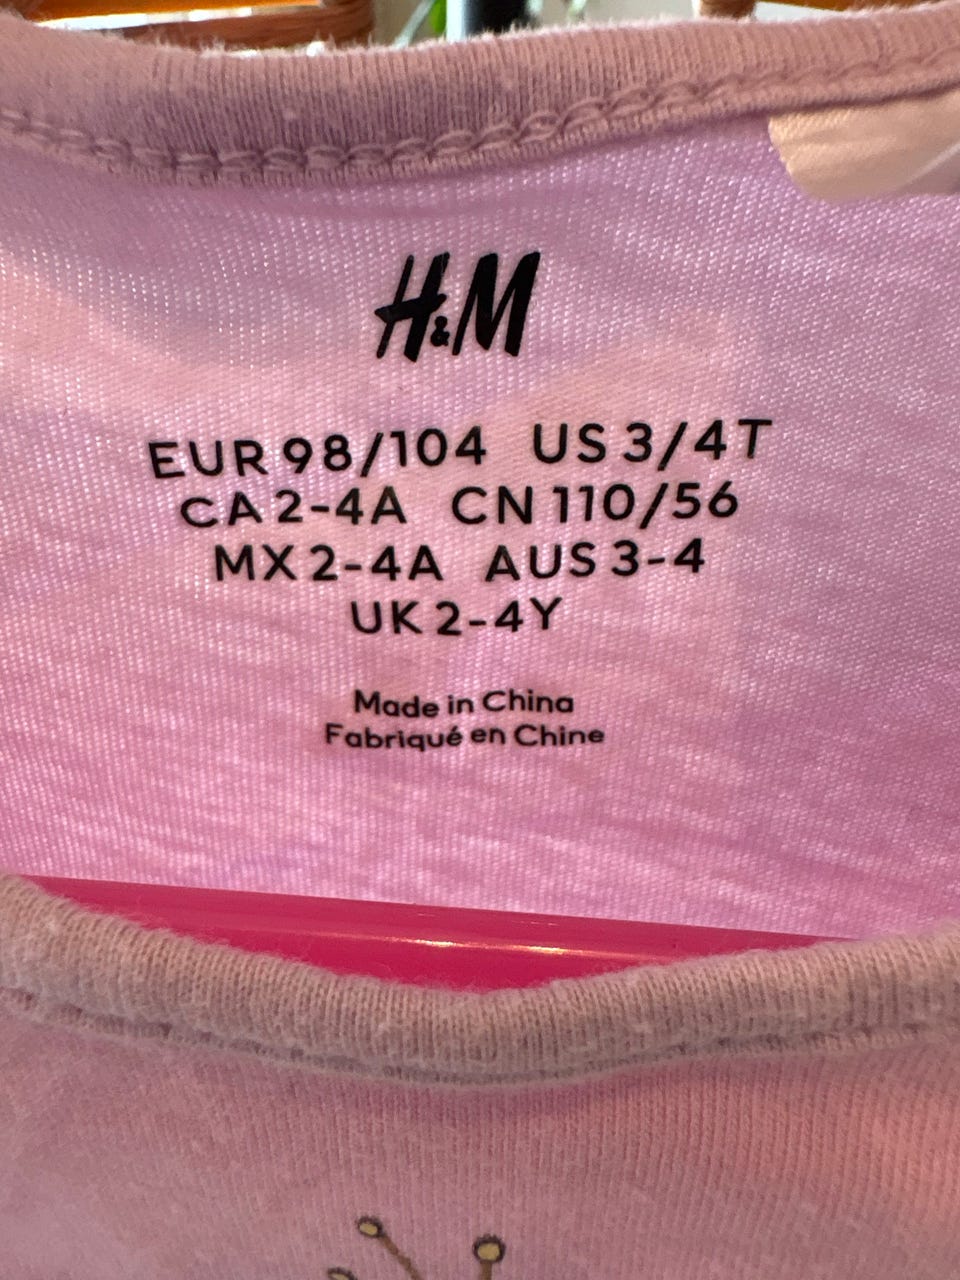 H&M
EUR 98/104 US 3/4T
CA 2-4A CN 110/56
MX 2-4A AUS 3-4
UK 2-4Y
Made in China
Fabriqué en Chine